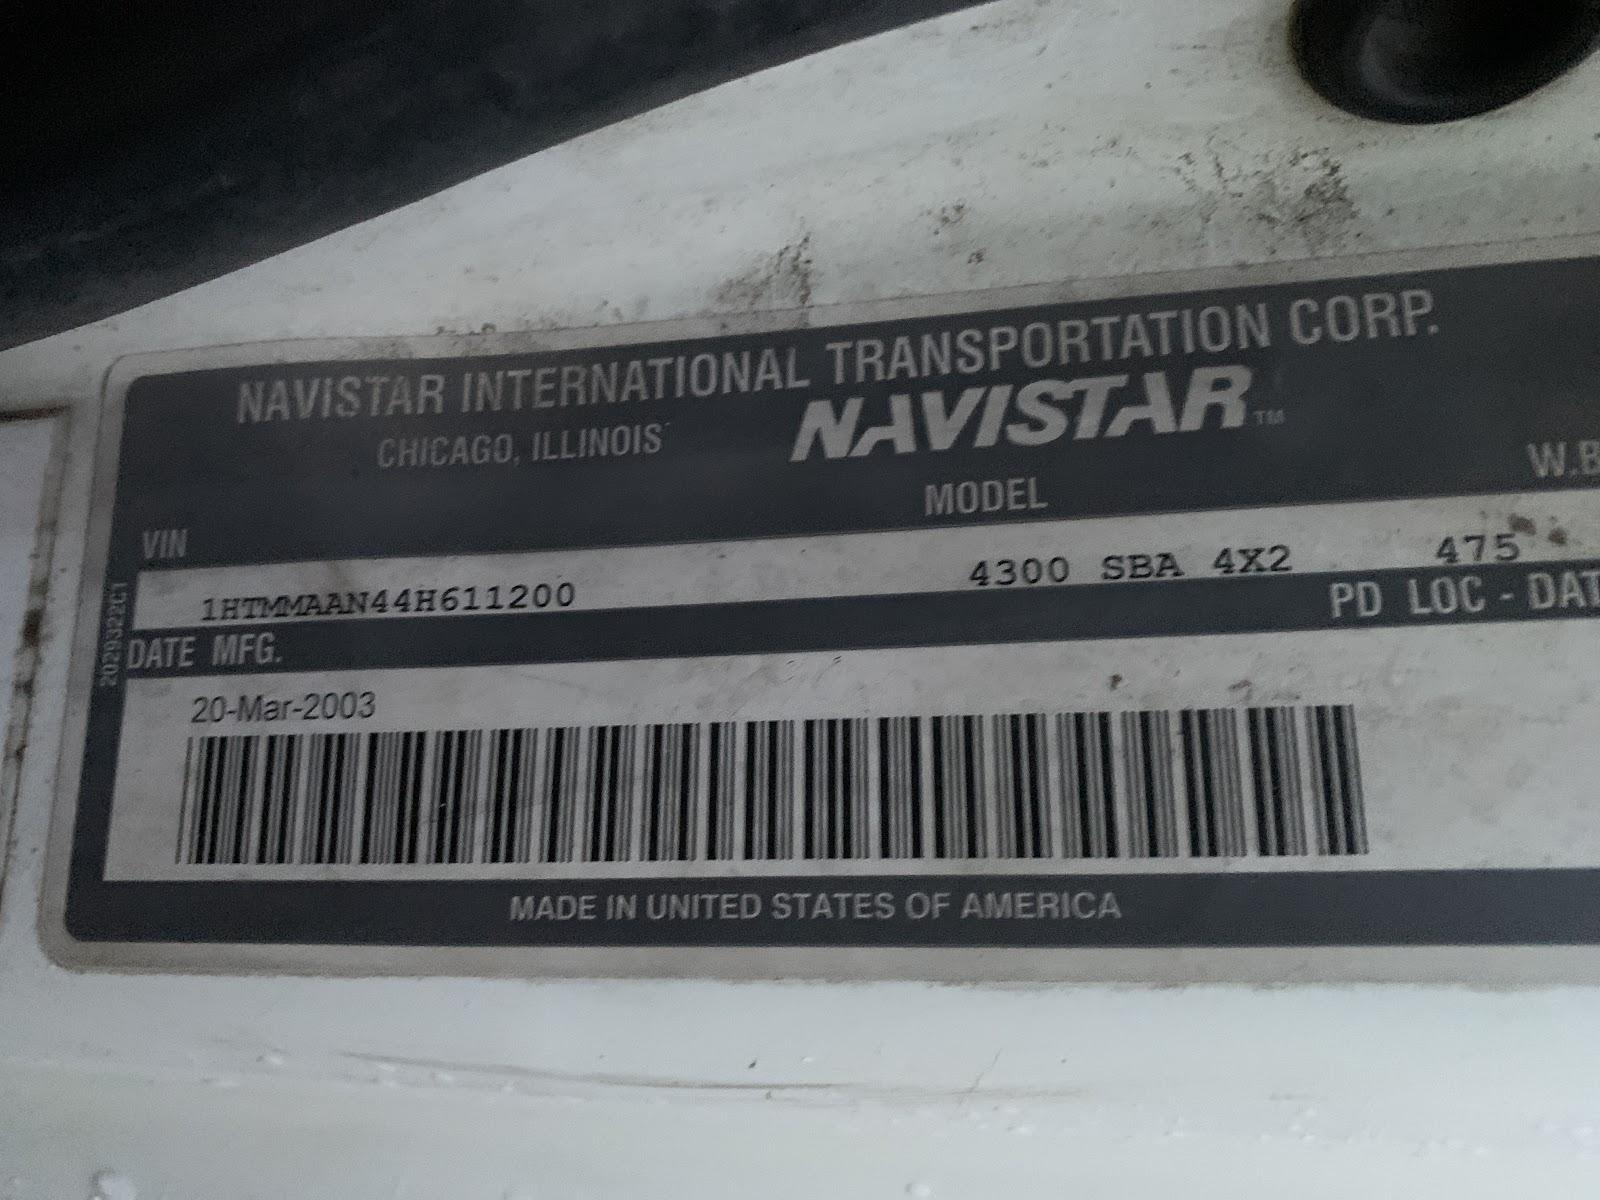 NAVISTAR INTERNATIONAL TRANSPORTATION CORP.
CHICAGO, ILLINOIS NAVISTAR™
VIN MODEL W.B
1HTMMAAN44H611200 4300 SBA 4X2 475
DATE MFG. PD LOC - DAT
20-Mar-2003
MADE IN UNITED STATES OF AMERICA
2029322C1